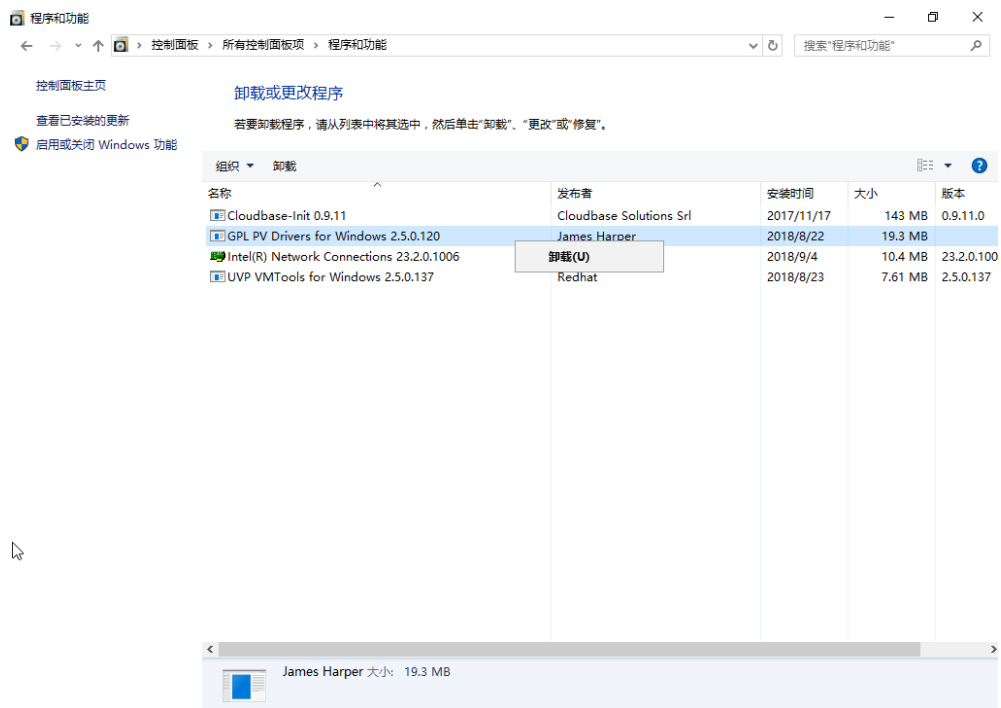 程序和功能
控制面板 › 所有控制面板项 › 程序和功能
搜索"程序和功能"
控制面板主页
查看已安装的更新
启用或关闭 Windows 功能
卸载或更改程序
若要卸载程序，请从列表中将其选中，然后单击"卸载"、"更改"或"修复"。
组织 卸载
名称 发布者 安装时间 大小 版本
Cloudbase-Init 0.9.11 Cloudbase Solutions Srl 2017/11/17 143 MB 0.9.11.0
GPL PV Drivers for Windows 2.5.0.120 James Harper 2018/8/22 19.3 MB
Intel(R) Network Connections 23.2.0.1006 2018/9/4 10.4 MB 23.2.0.100
卸载(U)
UVP VMTools for Windows 2.5.0.137 Redhat 2018/8/23 7.61 MB 2.5.0.137
James Harper 大小: 19.3 MB